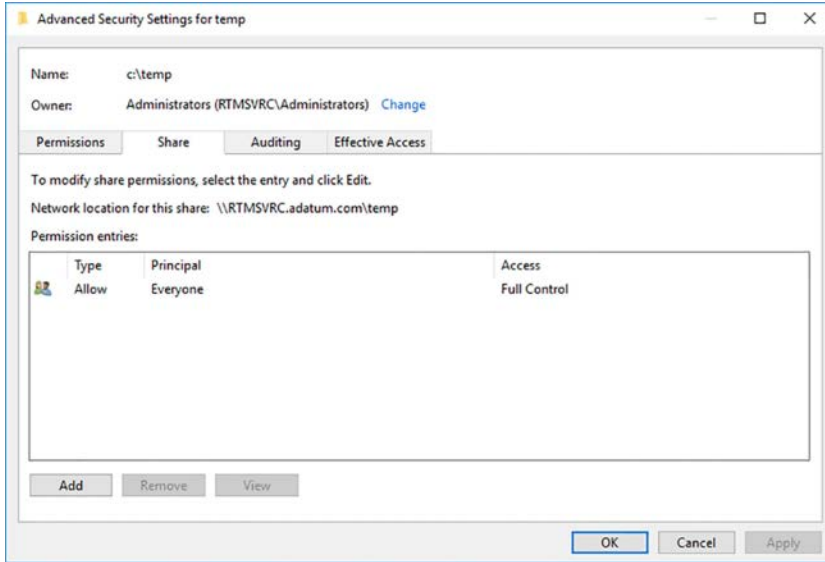 Advanced Security Settings for temp
Name: c:\temp
Owner: Administrators (RTMSVRC\Administrators) Change
Permissions Share Auditing Effective Access
To modify share permissions, select the entry and click Edit.
Network location for this share: \\RTMSVRC.adatum.com\temp
Permission entries:
Type Principal Access
Allow Everyone Full Control
Add Remove View
OK Cancel Apply